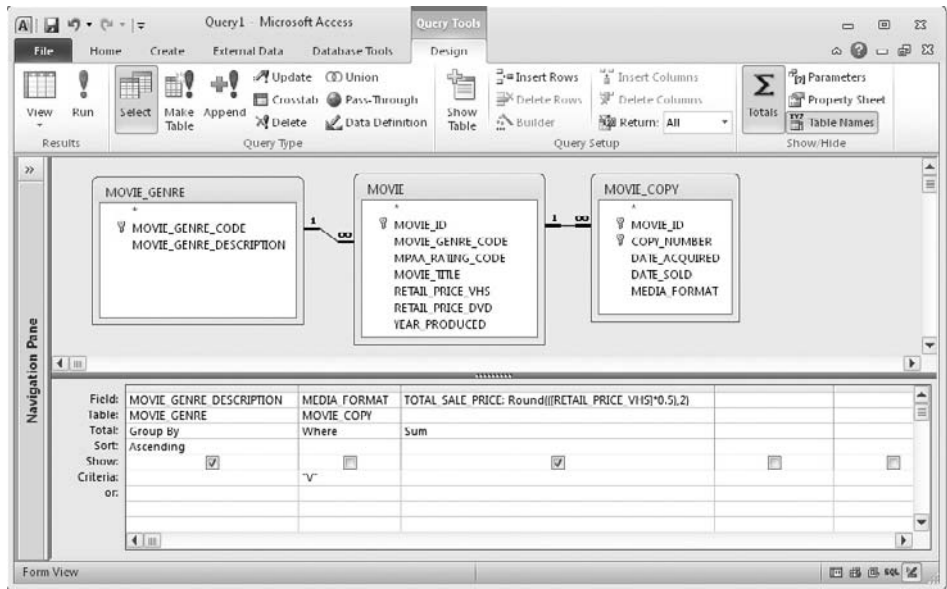 Query1 - Microsoft Access
Query Tools
File Home Create External Data Database Tools Design
View Run Select Make Table Append
Update Union
Crosstab Pass-Through
Delete Data Definition
Show Table
Insert Rows Insert Columns
Delete Rows Delete Columns
Builder Return: All
Totals
Parameters
Property Sheet
Table Names
Results Query Type Query Setup Show/Hide
»
Navigation Pane
MOVIE_GENRE
*
MOVIE_GENRE_CODE
MOVIE_GENRE_DESCRIPTION
1 ∞
MOVIE
*
MOVIE_ID
MOVIE_GENRE_CODE
MPAA_RATING_CODE
MOVIE_TITLE
RETAIL_PRICE_VHS
RETAIL_PRICE_DVD
YEAR_PRODUCED
1 ∞
MOVIE_COPY
*
MOVIE_ID
COPY_NUMBER
DATE_ACQUIRED
DATE_SOLD
MEDIA_FORMAT
Field: MOVIE_GENRE_DESCRIPTION MEDIA_FORMAT TOTAL_SALE_PRICE: Round(([RETAIL_PRICE_VHS]*0.5),2)
Table: MOVIE_GENRE MOVIE_COPY
Total: Group By Where Sum
Sort: Ascending
Show:
Criteria: "V"
or:
Form View
SQL